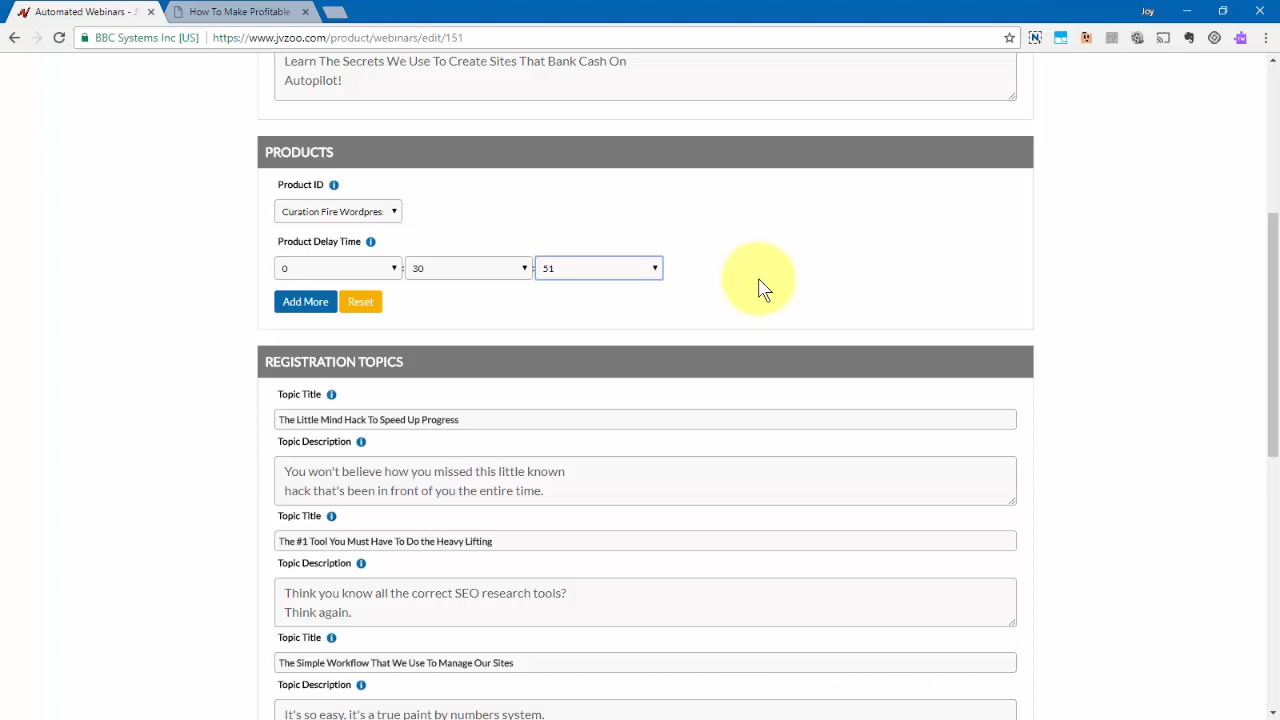 Automated Webinars - J
How To Make Profitable
Joy
BBC Systems Inc [US]
https://www.jvzoo.com/product/webinars/edit/151
Learn The Secrets We Use To Create Sites That Bank Cash On
Autopilot!
PRODUCTS
Product ID
Curation Fire Wordpres
Product Delay Time
0 : 30 : 51
Add More Reset
REGISTRATION TOPICS
Topic Title
The Little Mind Hack To Speed Up Progress
Topic Description
You won't believe how you missed this little known
hack that's been in front of you the entire time.
Topic Title
The #1 Tool You Must Have To Do the Heavy Lifting
Topic Description
Think you know all the correct SEO research tools?
Think again.
Topic Title
The Simple Workflow That We Use To Manage Our Sites
Topic Description
It's so easy, it's a true paint by numbers system.